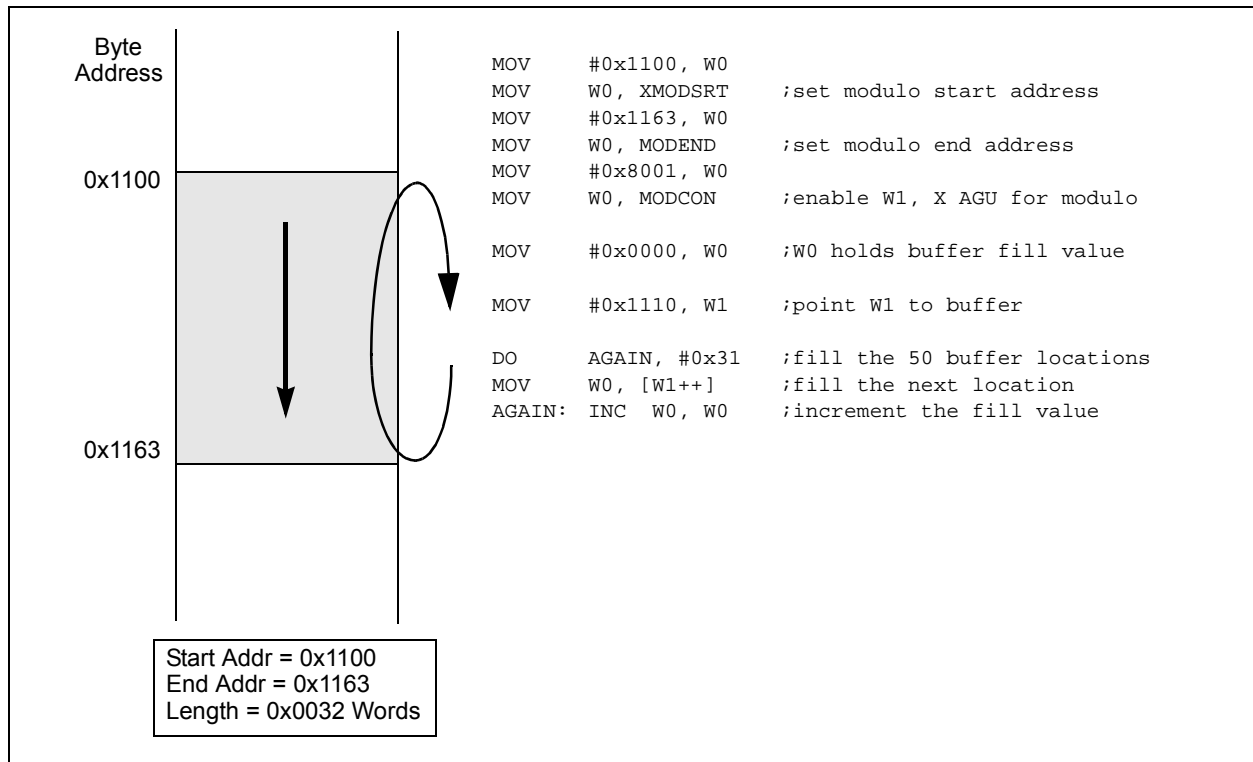 Byte
Address
0x1100
0x1163
MOV #0x1100, W0
MOV W0, XMODSRT ;set modulo start address
MOV #0x1163, W0
MOV W0, MODEND ;set modulo end address
MOV #0x8001, W0
MOV W0, MODCON ;enable W1, X AGU for modulo
MOV #0x0000, W0 ;W0 holds buffer fill value
MOV #0x1110, W1 ;point W1 to buffer
DO AGAIN, #0x31 ;fill the 50 buffer locations
MOV W0, [W1++] ;fill the next location
AGAIN: INC W0, W0 ;increment the fill value
Start Addr = 0x1100
End Addr = 0x1163
Length = 0x0032 Words